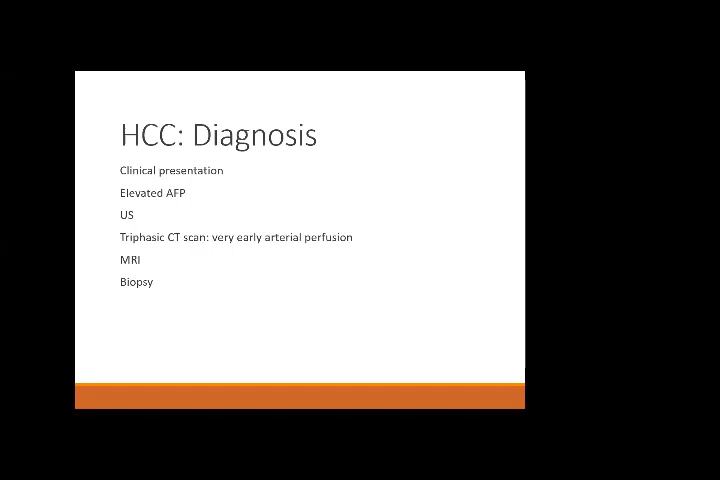 HCC: Diagnosis
Clinical presentation
Elevated AFP
US
Triphasic CT scan: very early arterial perfusion
MRI
Biopsy